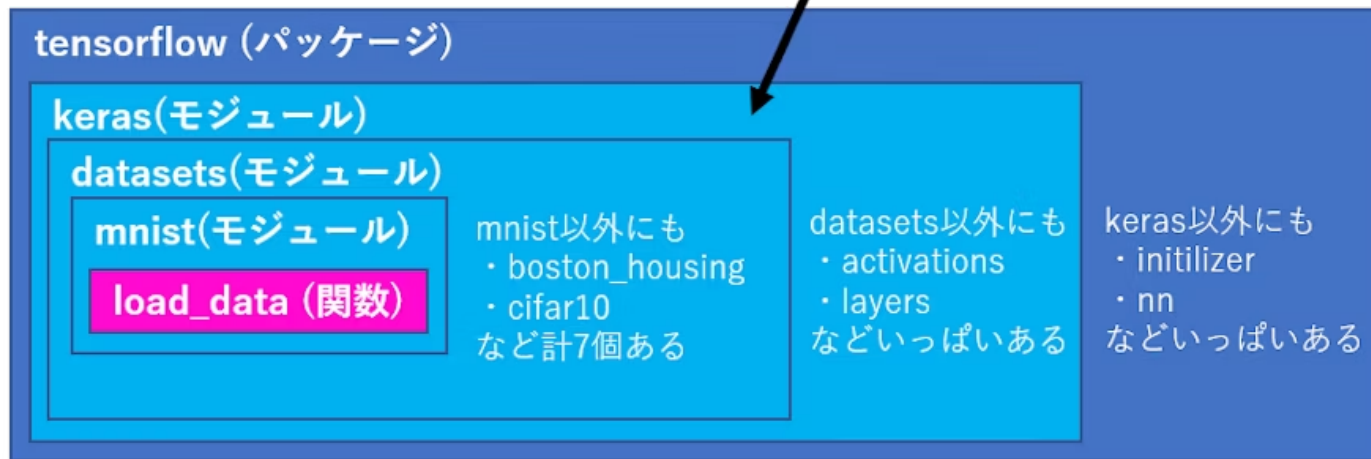 tensorflow (パッケージ)
keras(モジュール)
datasets(モジュール)
mnist(モジュール)
load_data (関数)
mnist以外にも
・boston_housing
・cifar10
など計7個ある
datasets以外にも
・activations
・layers
などいっぱいある
keras以外にも
・initilizer
・nn
などいっぱいある